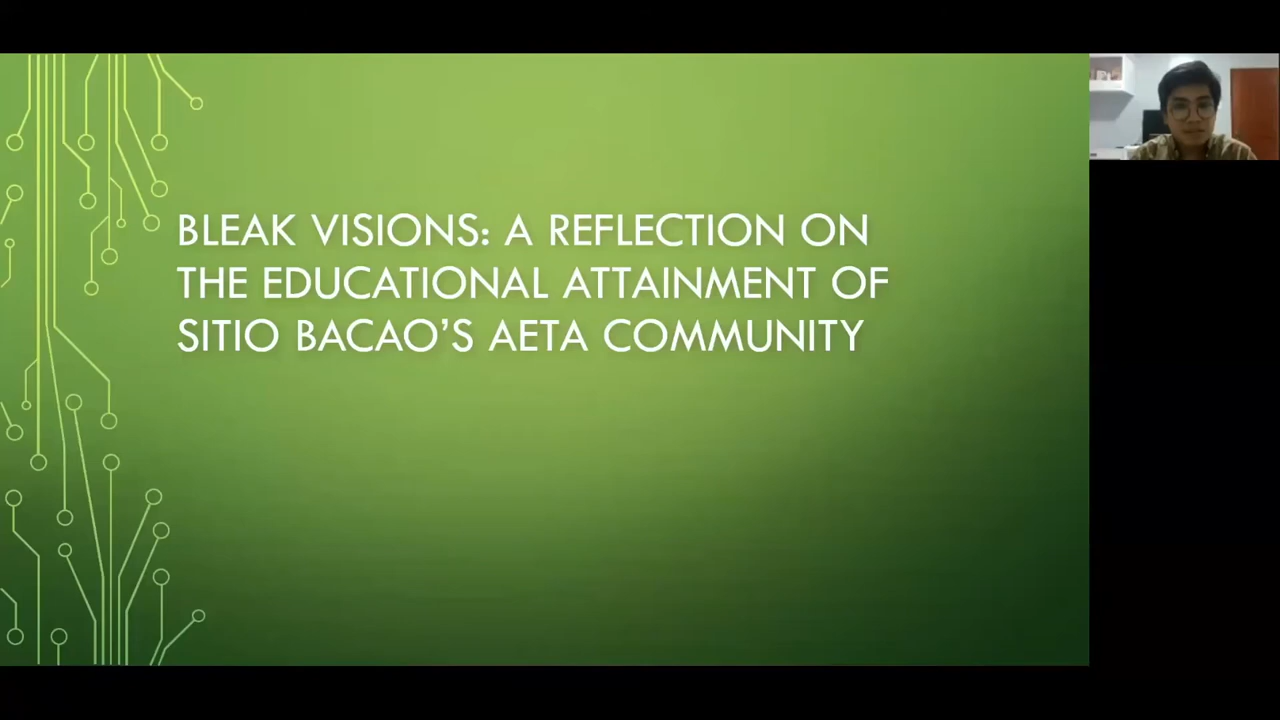 BLEAK VISIONS: A REFLECTION ON
THE EDUCATIONAL ATTAINMENT OF
SITIO BACAO’S AETA COMMUNITY